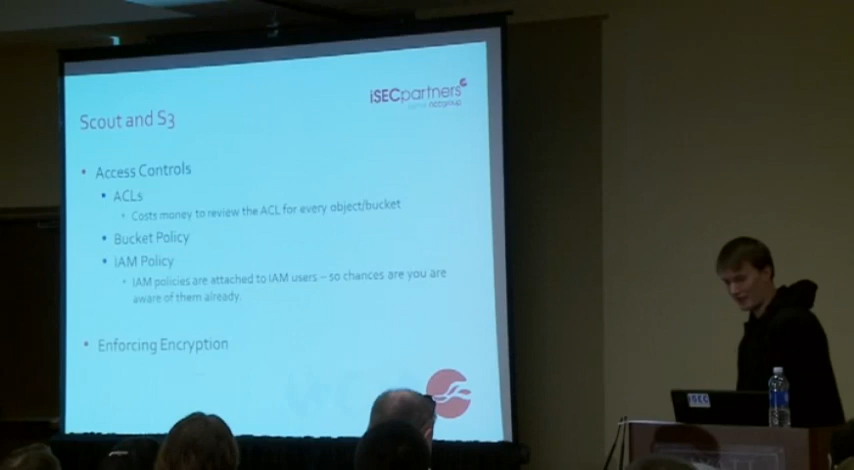 iSECpartners
nccgroup
Scout and S3
Access Controls
ACLs
Costs money to review the ACL for every object/bucket
Bucket Policy
IAM Policy
IAM policies are attached to IAM users – so chances are you are
aware of them already.
Enforcing Encryption
iSEC